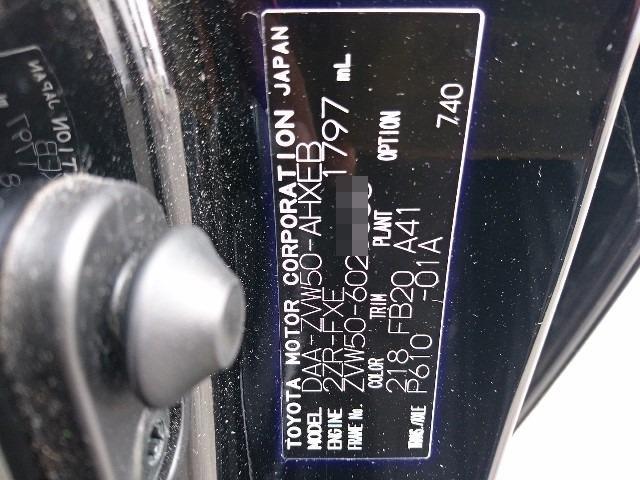 TOYOTA MOTOR CORPORATION JAPAN
MODEL DAA-ZVW50-AHXEB
ENGINE 2ZR-FXE 1797 mL
FRAME No. ZVW50-602
COLOR TRIM PLANT OPTION
218 FB20 A41 740
TRANS./AXLE P610 -01A